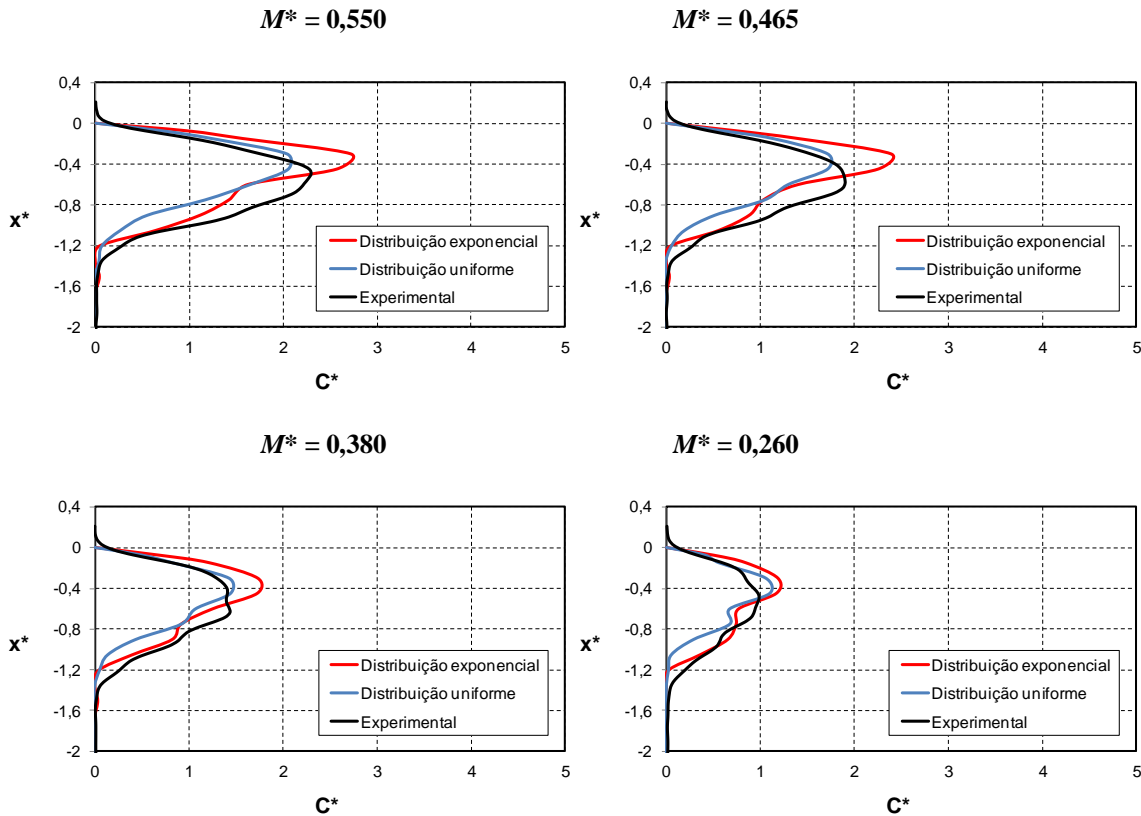 M* = 0,550
0,4
0
-0,4
-0,8
-1,2
-1,6
-2
x*
0 1 2 3 4 5
C*
Distribuição exponencial
Distribuição uniforme
Experimental
M* = 0,465
0,4
0
-0,4
-0,8
-1,2
-1,6
-2
x*
0 1 2 3 4 5
C*
Distribuição exponencial
Distribuição uniforme
Experimental
M* = 0,380
0,4
0
-0,4
-0,8
-1,2
-1,6
-2
x*
0 1 2 3 4 5
C*
Distribuição exponencial
Distribuição uniforme
Experimental
M* = 0,260
0,4
0
-0,4
-0,8
-1,2
-1,6
-2
x*
0 1 2 3 4 5
C*
Distribuição exponencial
Distribuição uniforme
Experimental